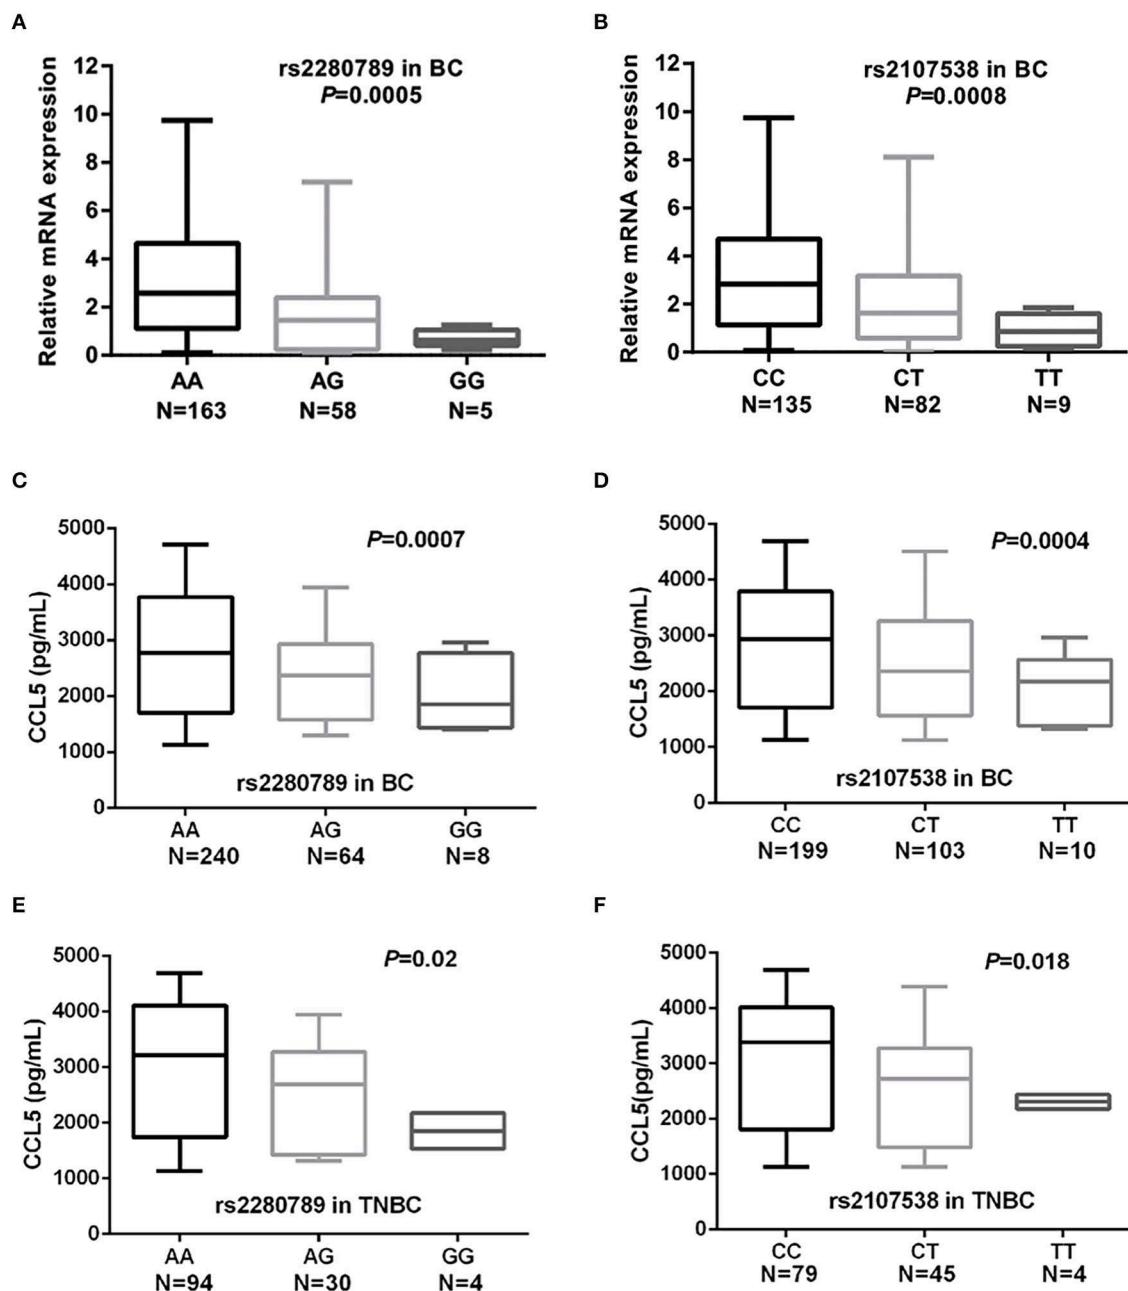 A
rs2280789 in BC
P=0.0005
Relative mRNA expression
12
10
8
6
4
2
0
AA
AG
GG
N=163
N=58
N=5
B
rs2107538 in BC
P=0.0008
Relative mRNA expression
12
10
8
6
4
2
0
CC
CT
TT
N=135
N=82
N=9
C
P=0.0007
CCL5 (pg/mL)
5000
4000
3000
2000
1000
0
rs2280789 in BC
AA
AG
GG
N=240
N=64
N=8
D
P=0.0004
CCL5 (pg/mL)
5000
4000
3000
2000
1000
0
rs2107538 in BC
CC
CT
TT
N=199
N=103
N=10
E
P=0.02
CCL5 (pg/mL)
5000
4000
3000
2000
1000
0
rs2280789 in TNBC
AA
AG
GG
N=94
N=30
N=4
F
P=0.018
CCL5(pg/mL)
5000
4000
3000
2000
1000
0
rs2107538 in TNBC
CC
CT
TT
N=79
N=45
N=4